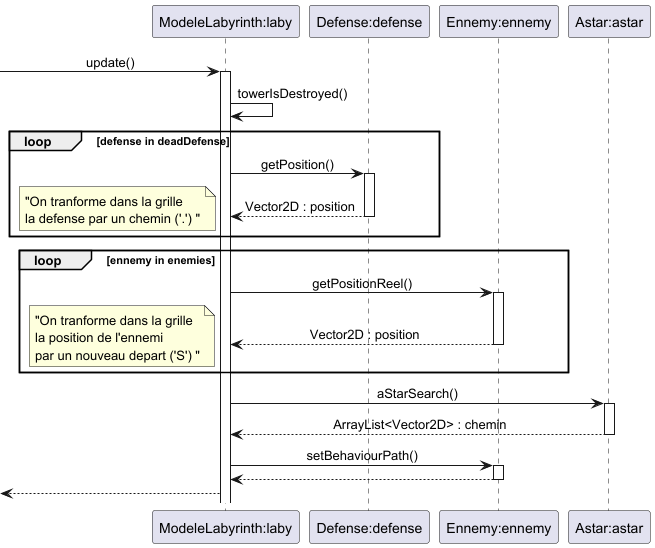 ModeleLabyrinth:laby Defense:defense Ennemy:ennemy Astar:astar
update()
towerIsDestroyed()
loop [defense in deadDefense]
getPosition()
"On tranforme dans la grille
la defense par un chemin ('.') "
Vector2D : position
loop [ennemy in enemies]
getPositionReel()
"On tranforme dans la grille
la position de l'ennemi
par un nouveau depart ('S') "
Vector2D : position
aStarSearch()
ArrayList<Vector2D> : chemin
setBehaviourPath()
ModeleLabyrinth:laby Defense:defense Ennemy:ennemy Astar:astar